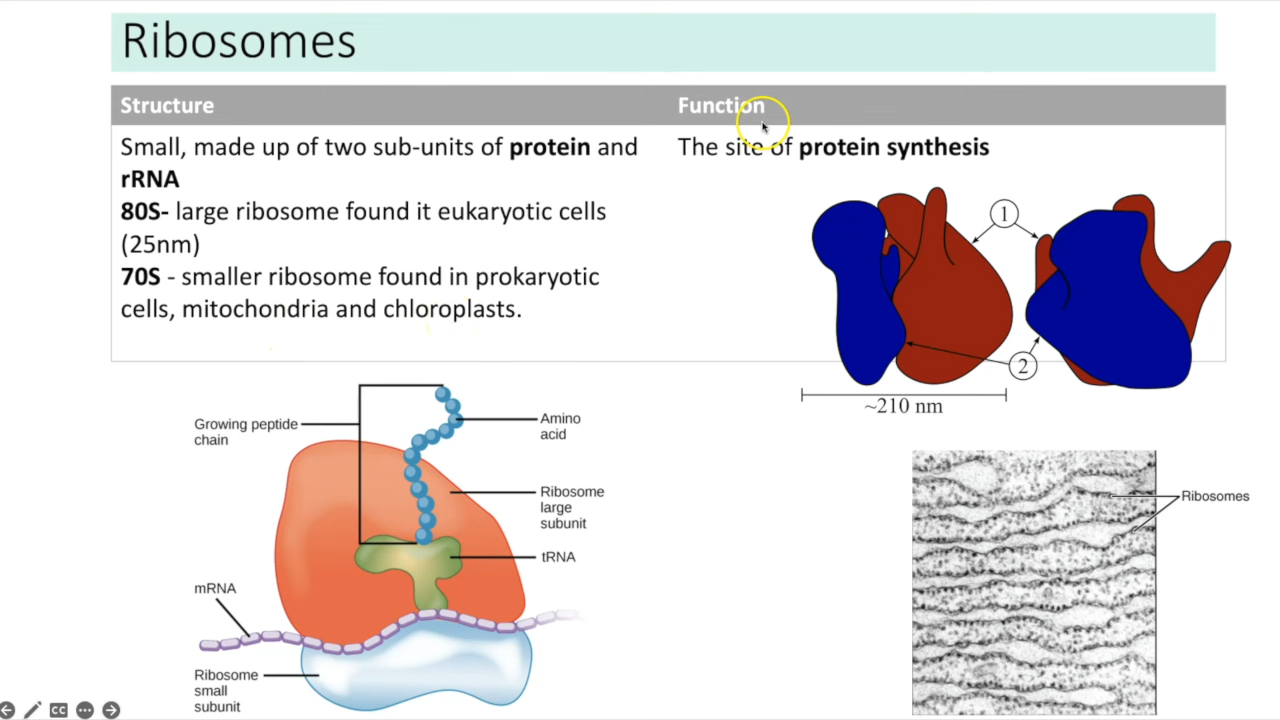 Ribosomes
Structure
Function
Small, made up of two sub-units of protein and
rRNA
80S- large ribosome found it eukaryotic cells
(25nm)
70S - smaller ribosome found in prokaryotic
cells, mitochondria and chloroplasts.
The site of protein synthesis
1
2
~210 nm
Growing peptide
chain
Amino
acid
Ribosome
large
subunit
tRNA
mRNA
Ribosome
small
subunit
Ribosomes
CC